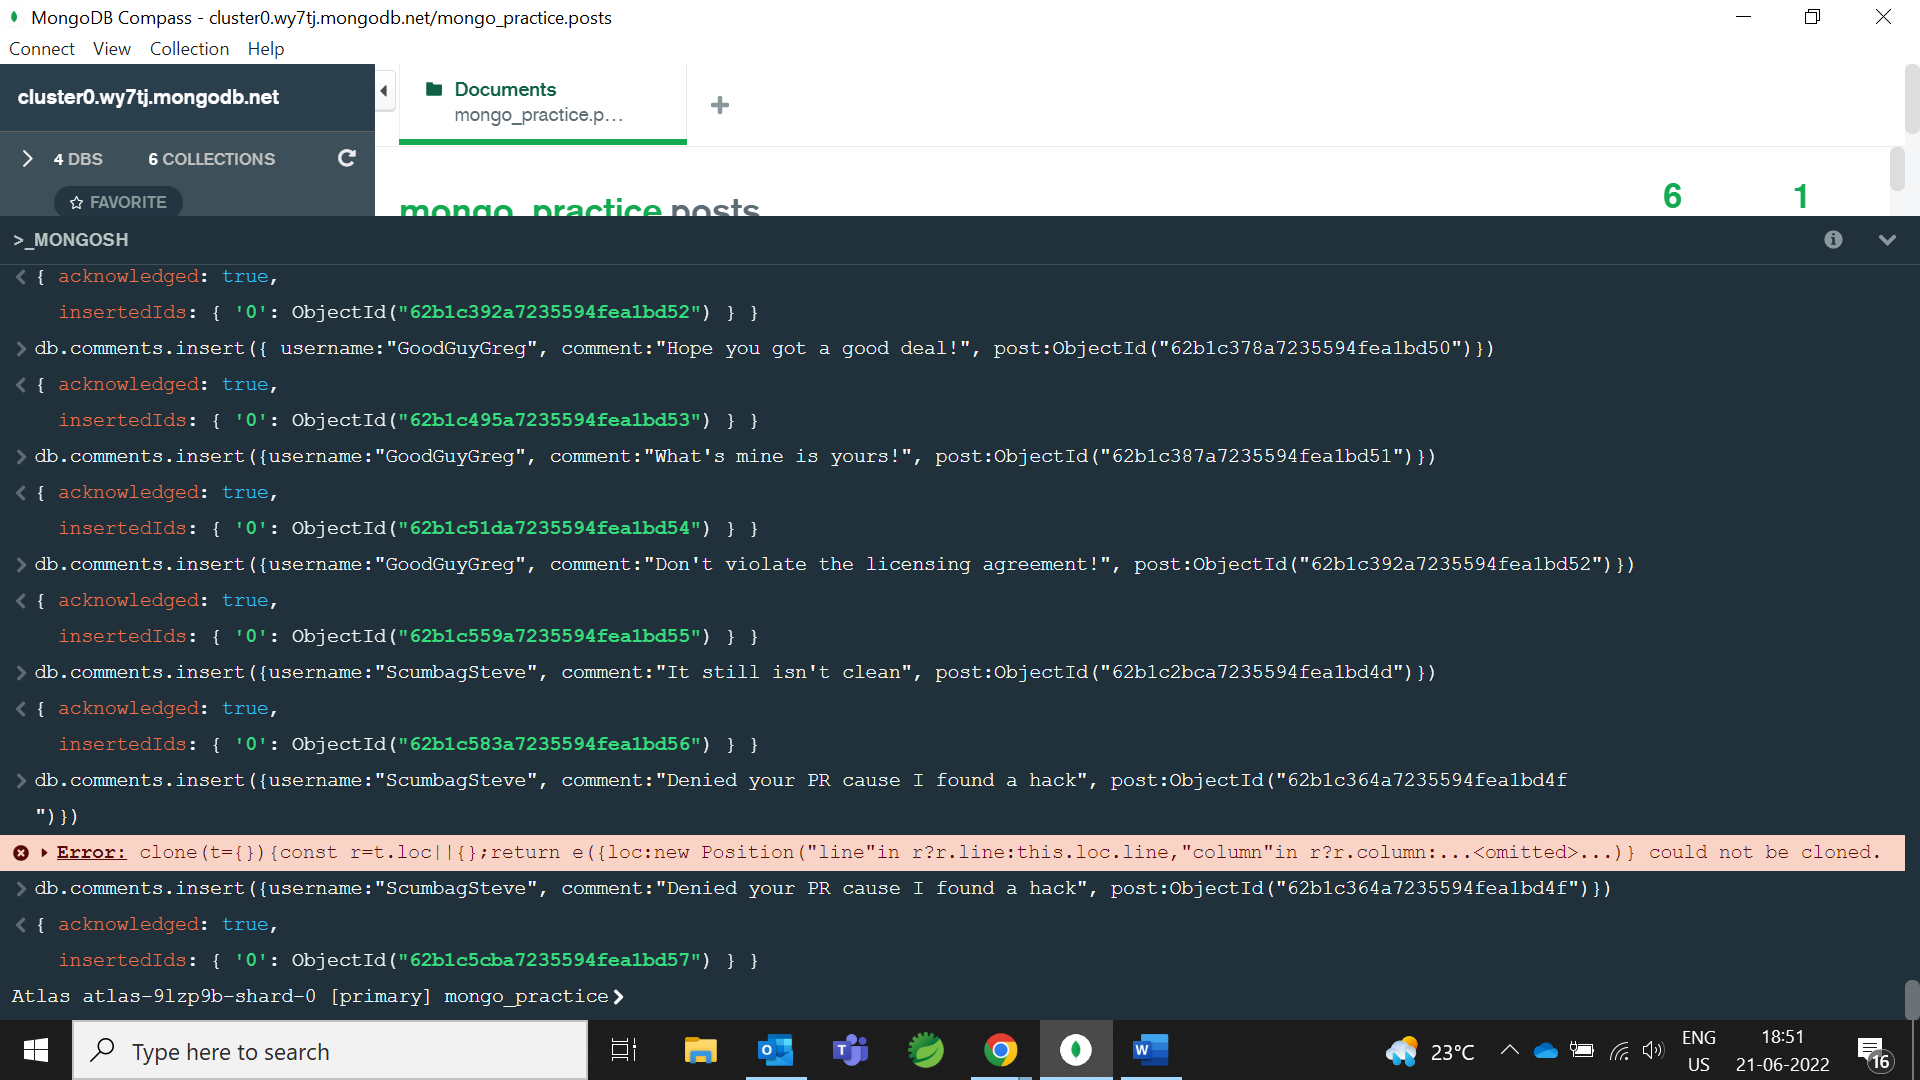 MongoDB Compass - cluster0.wy7tj.mongodb.net/mongo_practice.posts
Connect View Collection Help
cluster0.wy7tj.mongodb.net
Documents
mongo_practice.p...
4 DBS 6 COLLECTIONS
FAVORITE
mongo_practice.posts
6 1
>_MONGOSH
{ acknowledged: true,
insertedIds: { '0': ObjectId("62b1c392a7235594fea1bd52") } }
db.comments.insert({ username:"GoodGuyGreg", comment:"Hope you got a good deal!", post:ObjectId("62b1c378a7235594fea1bd50")})
{ acknowledged: true,
insertedIds: { '0': ObjectId("62b1c495a7235594fea1bd53") } }
db.comments.insert({username:"GoodGuyGreg", comment:"What's mine is yours!", post:ObjectId("62b1c387a7235594fea1bd51")})
{ acknowledged: true,
insertedIds: { '0': ObjectId("62b1c51da7235594fea1bd54") } }
db.comments.insert({username:"GoodGuyGreg", comment:"Don't violate the licensing agreement!", post:ObjectId("62b1c392a7235594fea1bd52")})
{ acknowledged: true,
insertedIds: { '0': ObjectId("62b1c559a7235594fea1bd55") } }
db.comments.insert({username:"ScumbagSteve", comment:"It still isn't clean", post:ObjectId("62b1c2bca7235594fea1bd4d")})
{ acknowledged: true,
insertedIds: { '0': ObjectId("62b1c583a7235594fea1bd56") } }
db.comments.insert({username:"ScumbagSteve", comment:"Denied your PR cause I found a hack", post:ObjectId("62b1c364a7235594fea1bd4f
")})
Error: clone(t={}){const r=t.loc||{};return e({loc:new Position("line"in r?r.line:this.loc.line,"column"in r?r.column:...<omitted>...)} could not be cloned.
db.comments.insert({username:"ScumbagSteve", comment:"Denied your PR cause I found a hack", post:ObjectId("62b1c364a7235594fea1bd4f")})
{ acknowledged: true,
insertedIds: { '0': ObjectId("62b1c5cba7235594fea1bd57") } }
Atlas atlas-9lzp9b-shard-0 [primary] mongo_practice>
Type here to search
23°C
ENG
US
18:51
21-06-2022
16